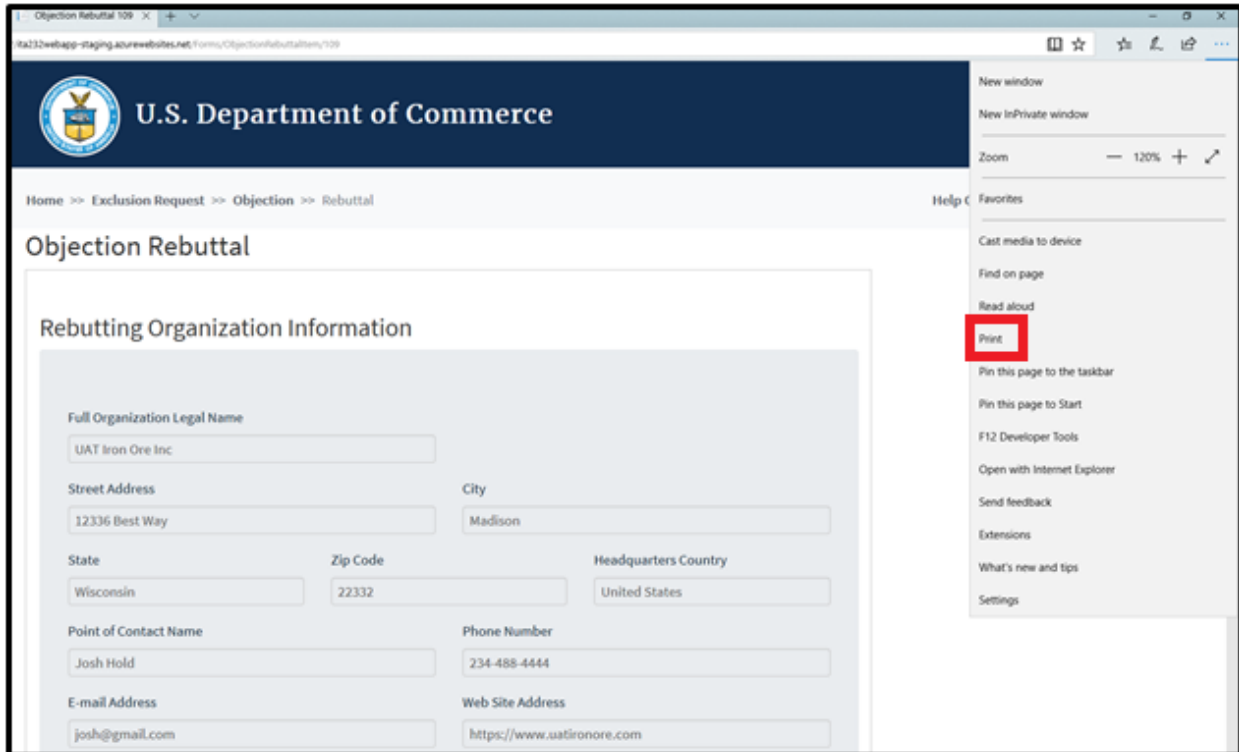 Objection Rebuttal 109
ita232webapp-staging.azurewebsites.net/Forms/ObjectionRebuttalItem/109
U.S. Department of Commerce
Home >> Exclusion Request >> Objection >> Rebuttal
Help
Objection Rebuttal
Rebutting Organization Information
Full Organization Legal Name
UAT Iron Ore Inc
Street Address City
12336 Best Way Madison
State Zip Code Headquarters Country
Wisconsin 22332 United States
Point of Contact Name Phone Number
Josh Hold 234-488-4444
E-mail Address Web Site Address
josh@gmail.com https://www.uatironore.com
New window
New InPrivate window
Zoom 120%
Favorites
Cast media to device
Find on page
Read aloud
Print
Pin this page to the taskbar
Pin this page to Start
F12 Developer Tools
Open with Internet Explorer
Send feedback
Extensions
What's new and tips
Settings